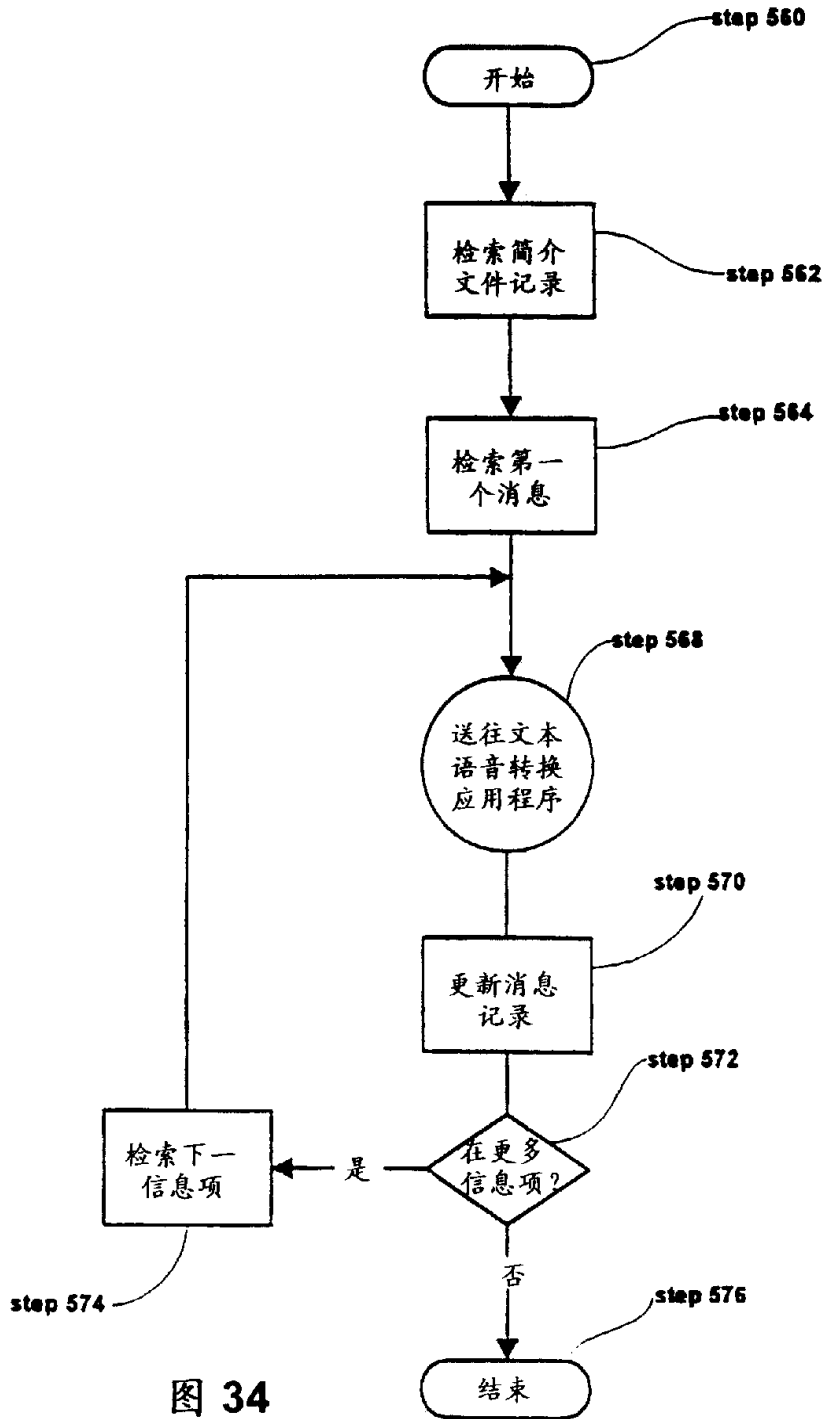 step 560
开始
检索简介
文件记录
step 562
step 564
检索第一
个消息
step 568
送往文本
语音转换
应用程序
step 570
更新消息
记录
step 572
在更多
信息项？
是
检索下一
信息项
step 574
否
step 576
结束
图 34